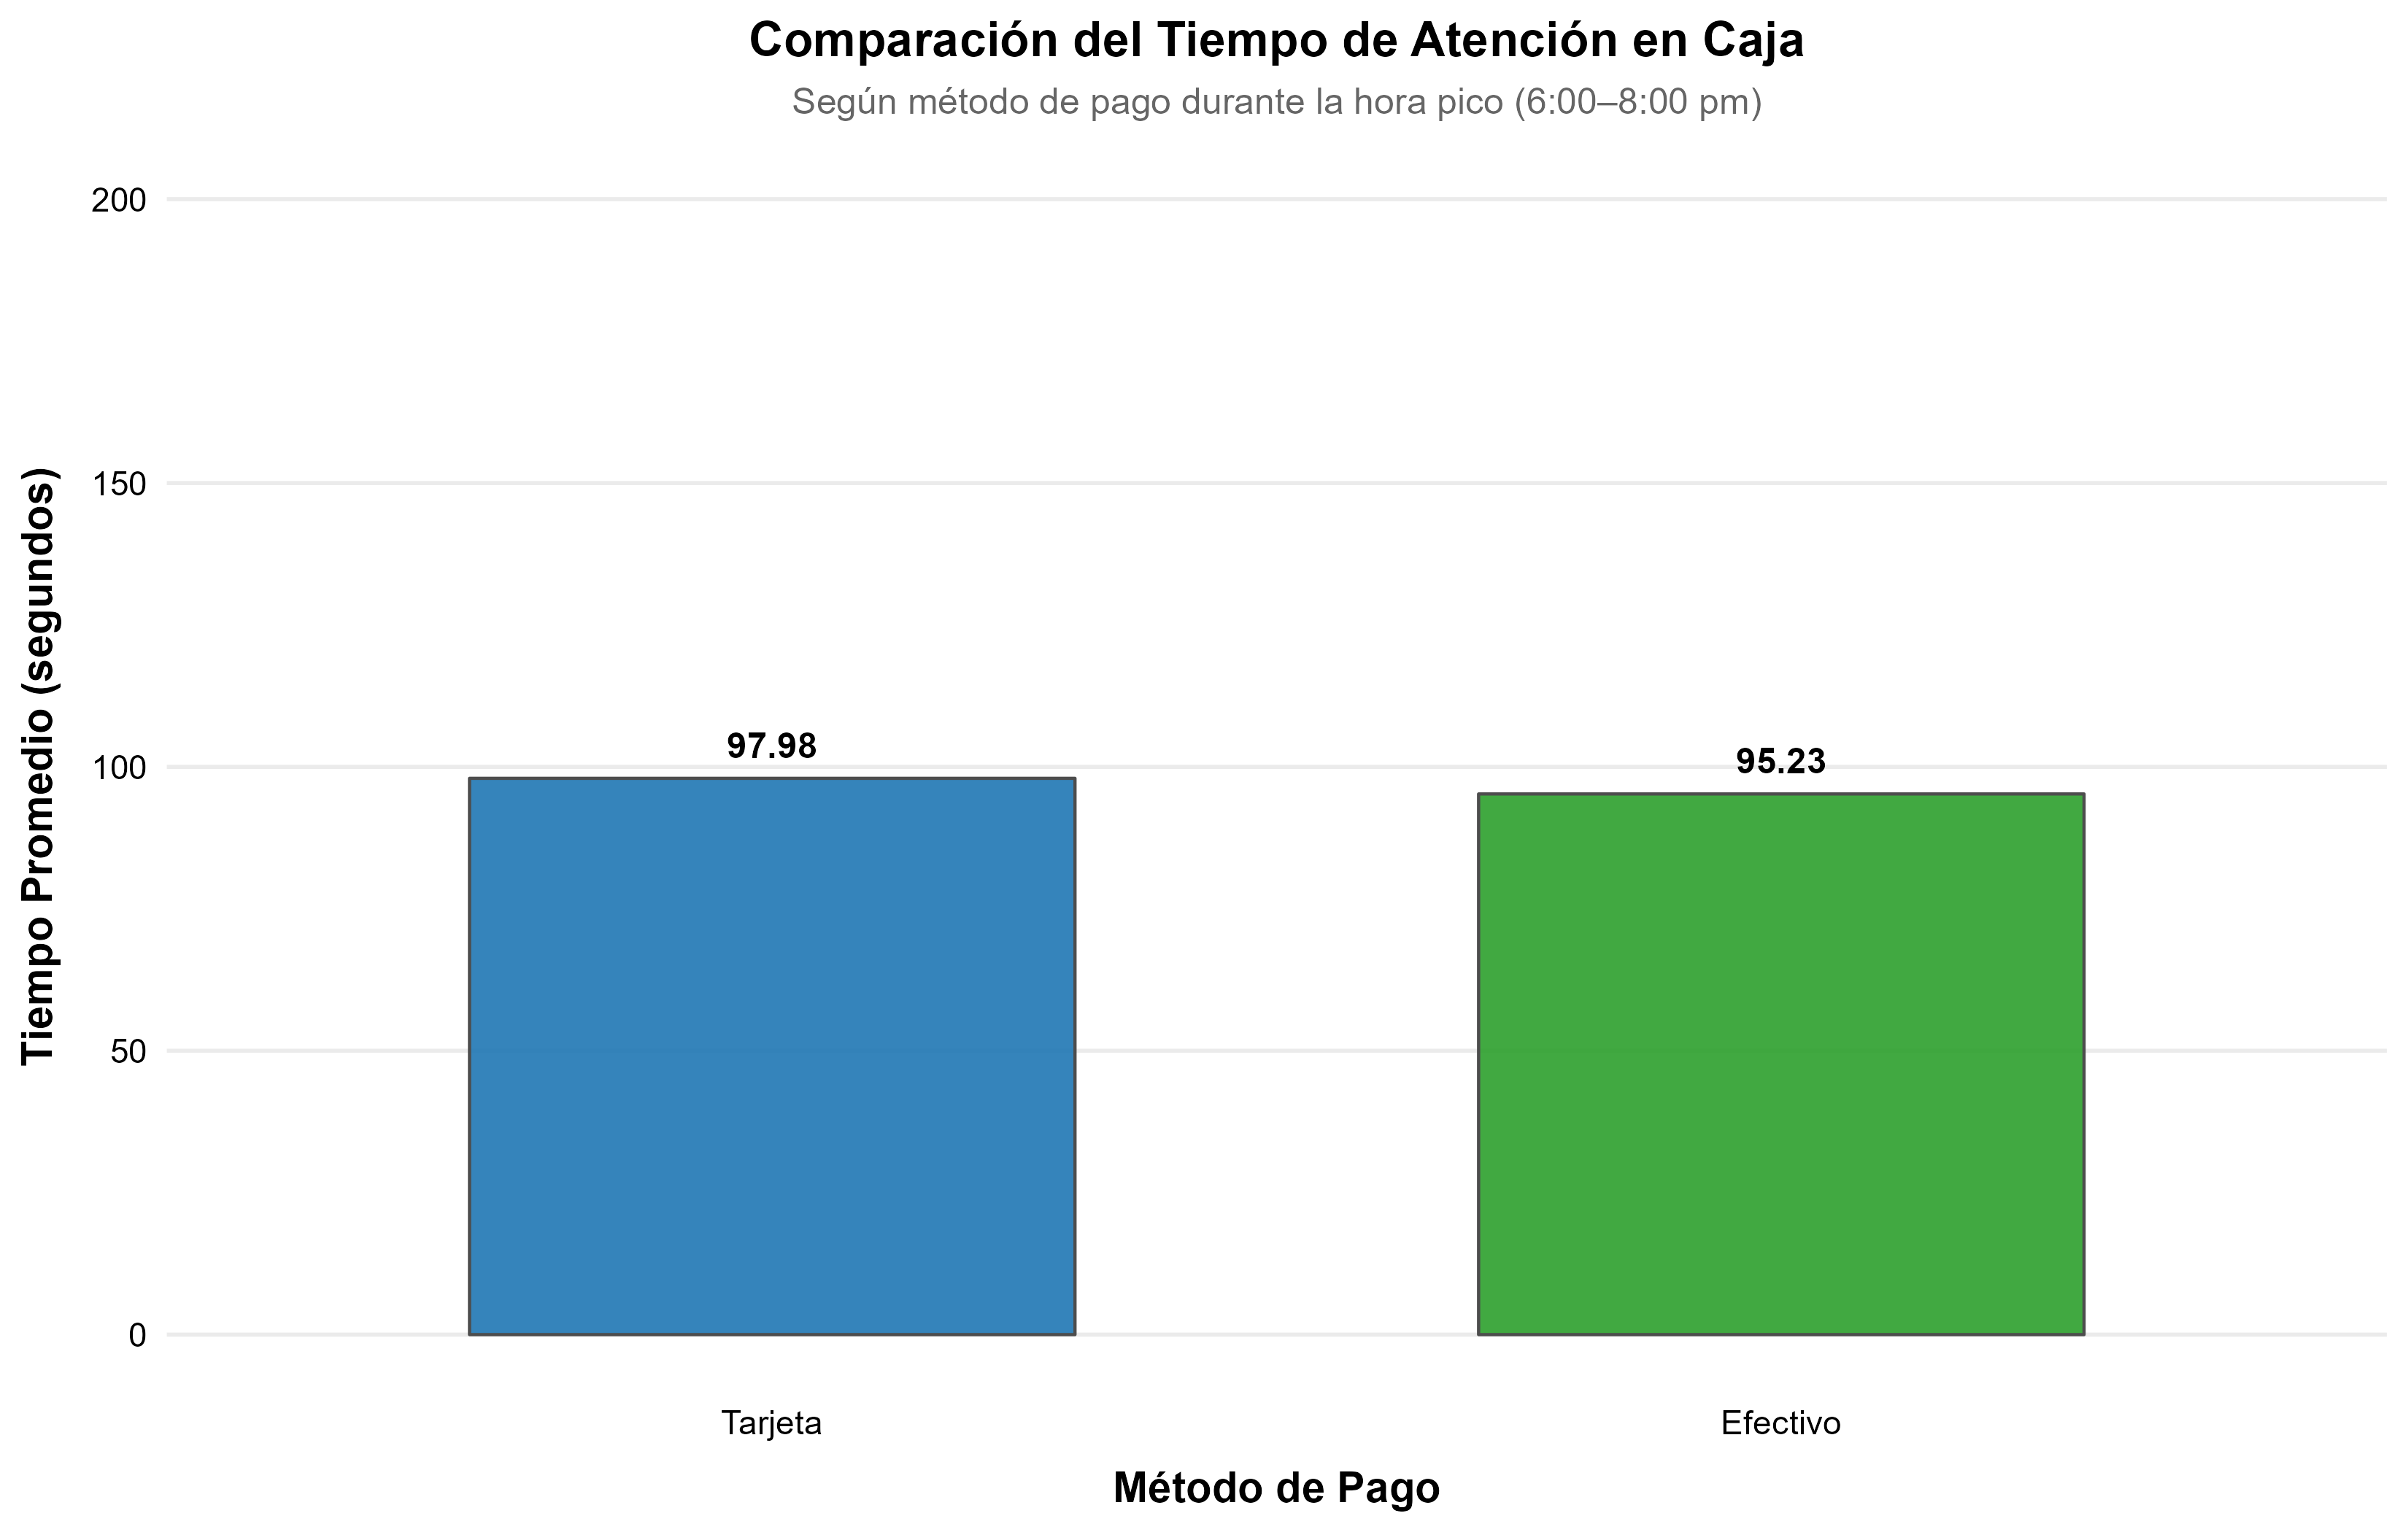 Comparación del Tiempo de Atención en Caja
Según método de pago durante la hora pico (6:00–8:00 pm)
Tiempo Promedio (segundos)
200
150
100
50
0
97.98
95.23
Tarjeta
Efectivo
Método de Pago